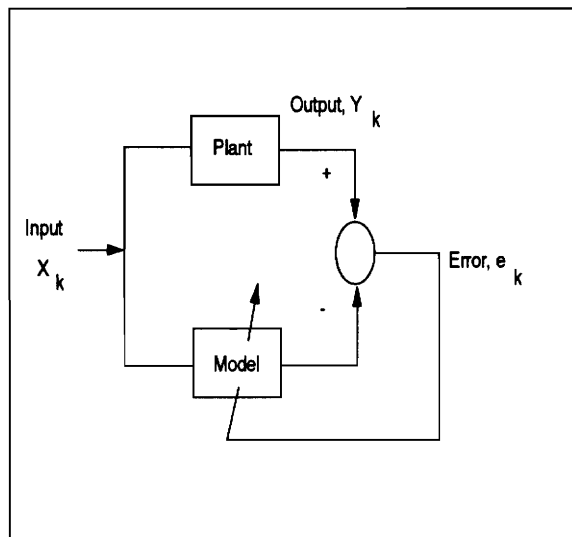 Output, Y k
Plant
+
Input
X k
Error, e k
-
Model